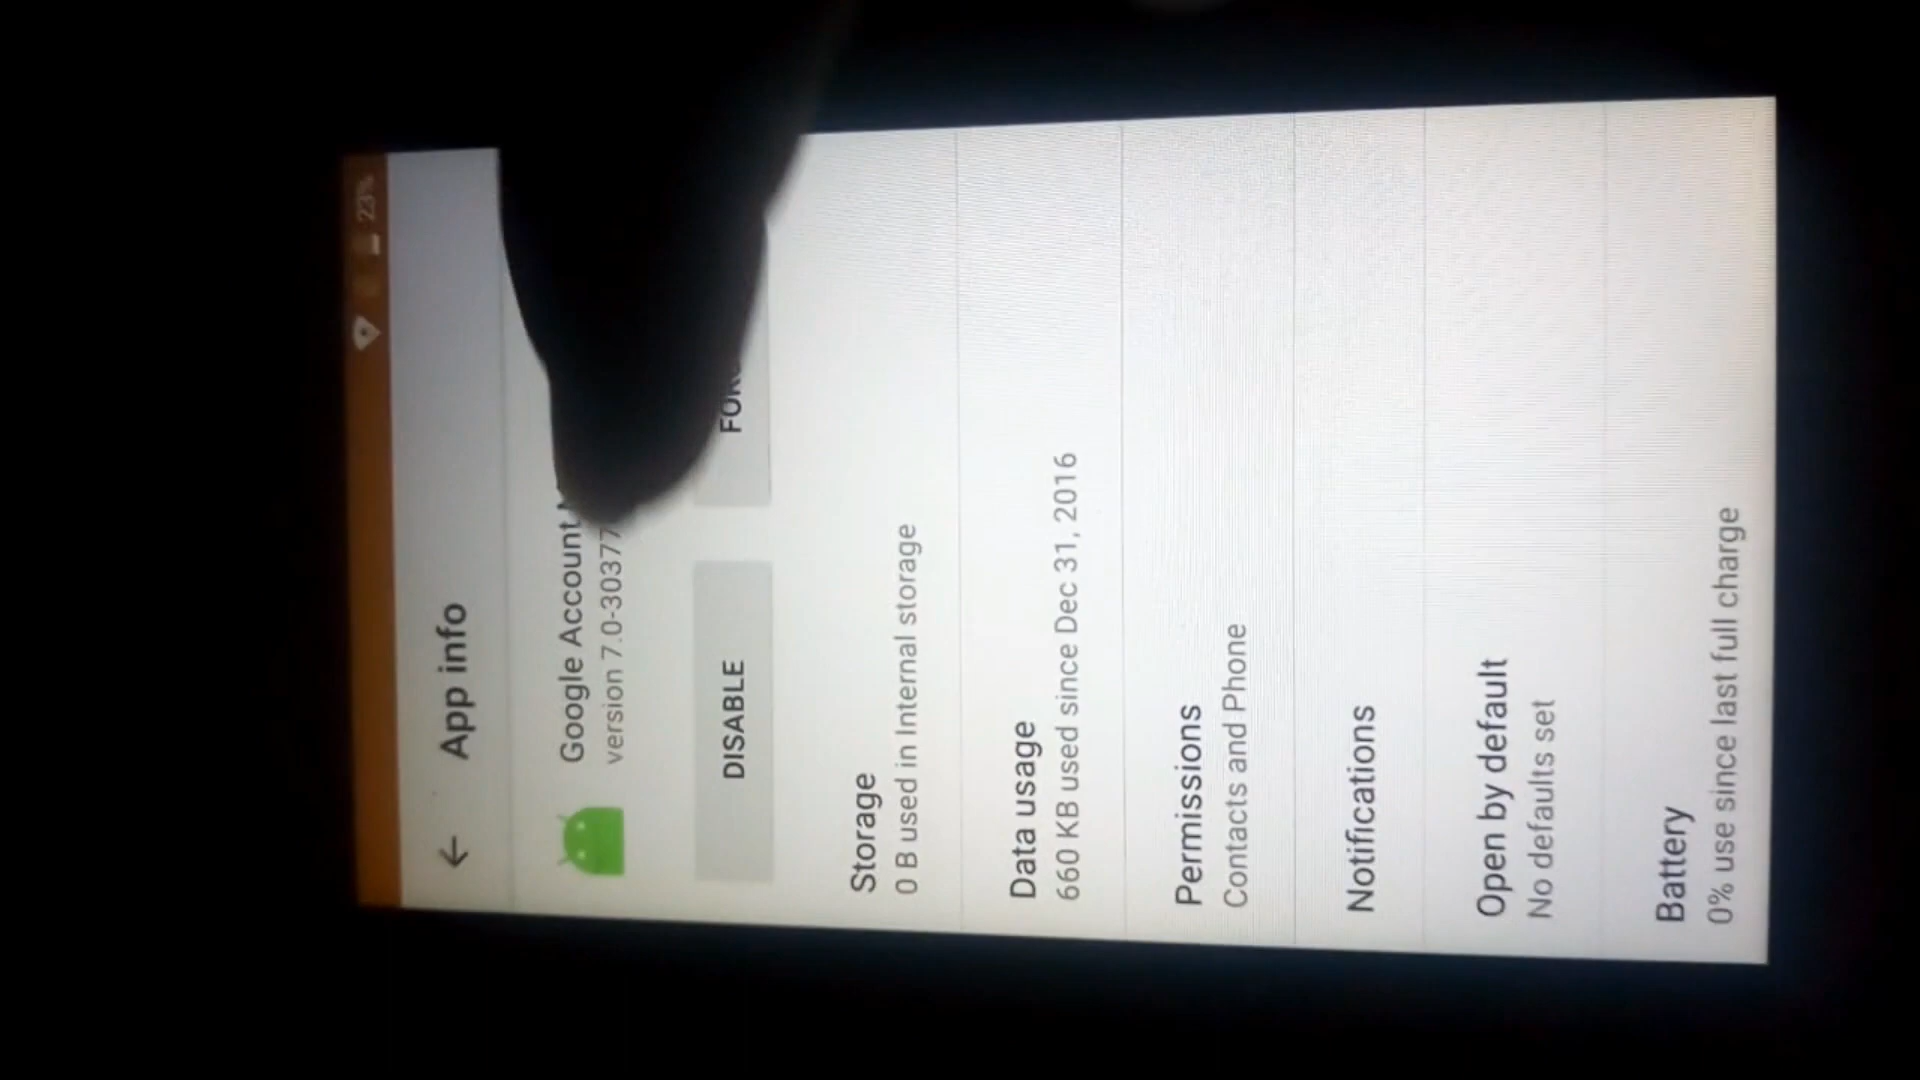 23%
App info
Google Account
version 7.0-30377
DISABLE
Storage
0 B used in Internal storage
Data usage
660 KB used since Dec 31, 2016
Permissions
Contacts and Phone
Notifications
Open by default
No defaults set
Battery
0% use since last full charge